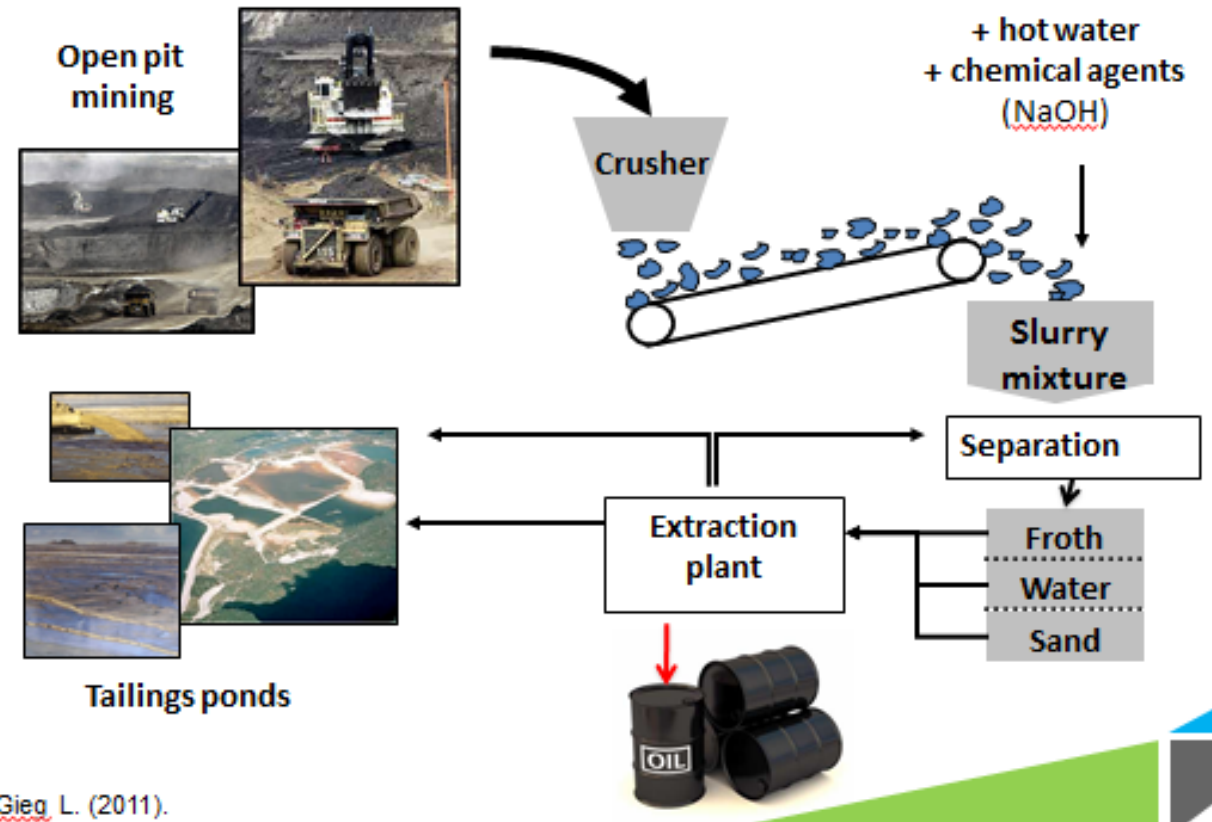 Open pit
mining
Crusher
+ hot water
+ chemical agents
(NaOH)
Slurry
mixture
Separation
Froth
Water
Sand
Extraction
plant
OIL
Tailings ponds
Gieg L. (2011).